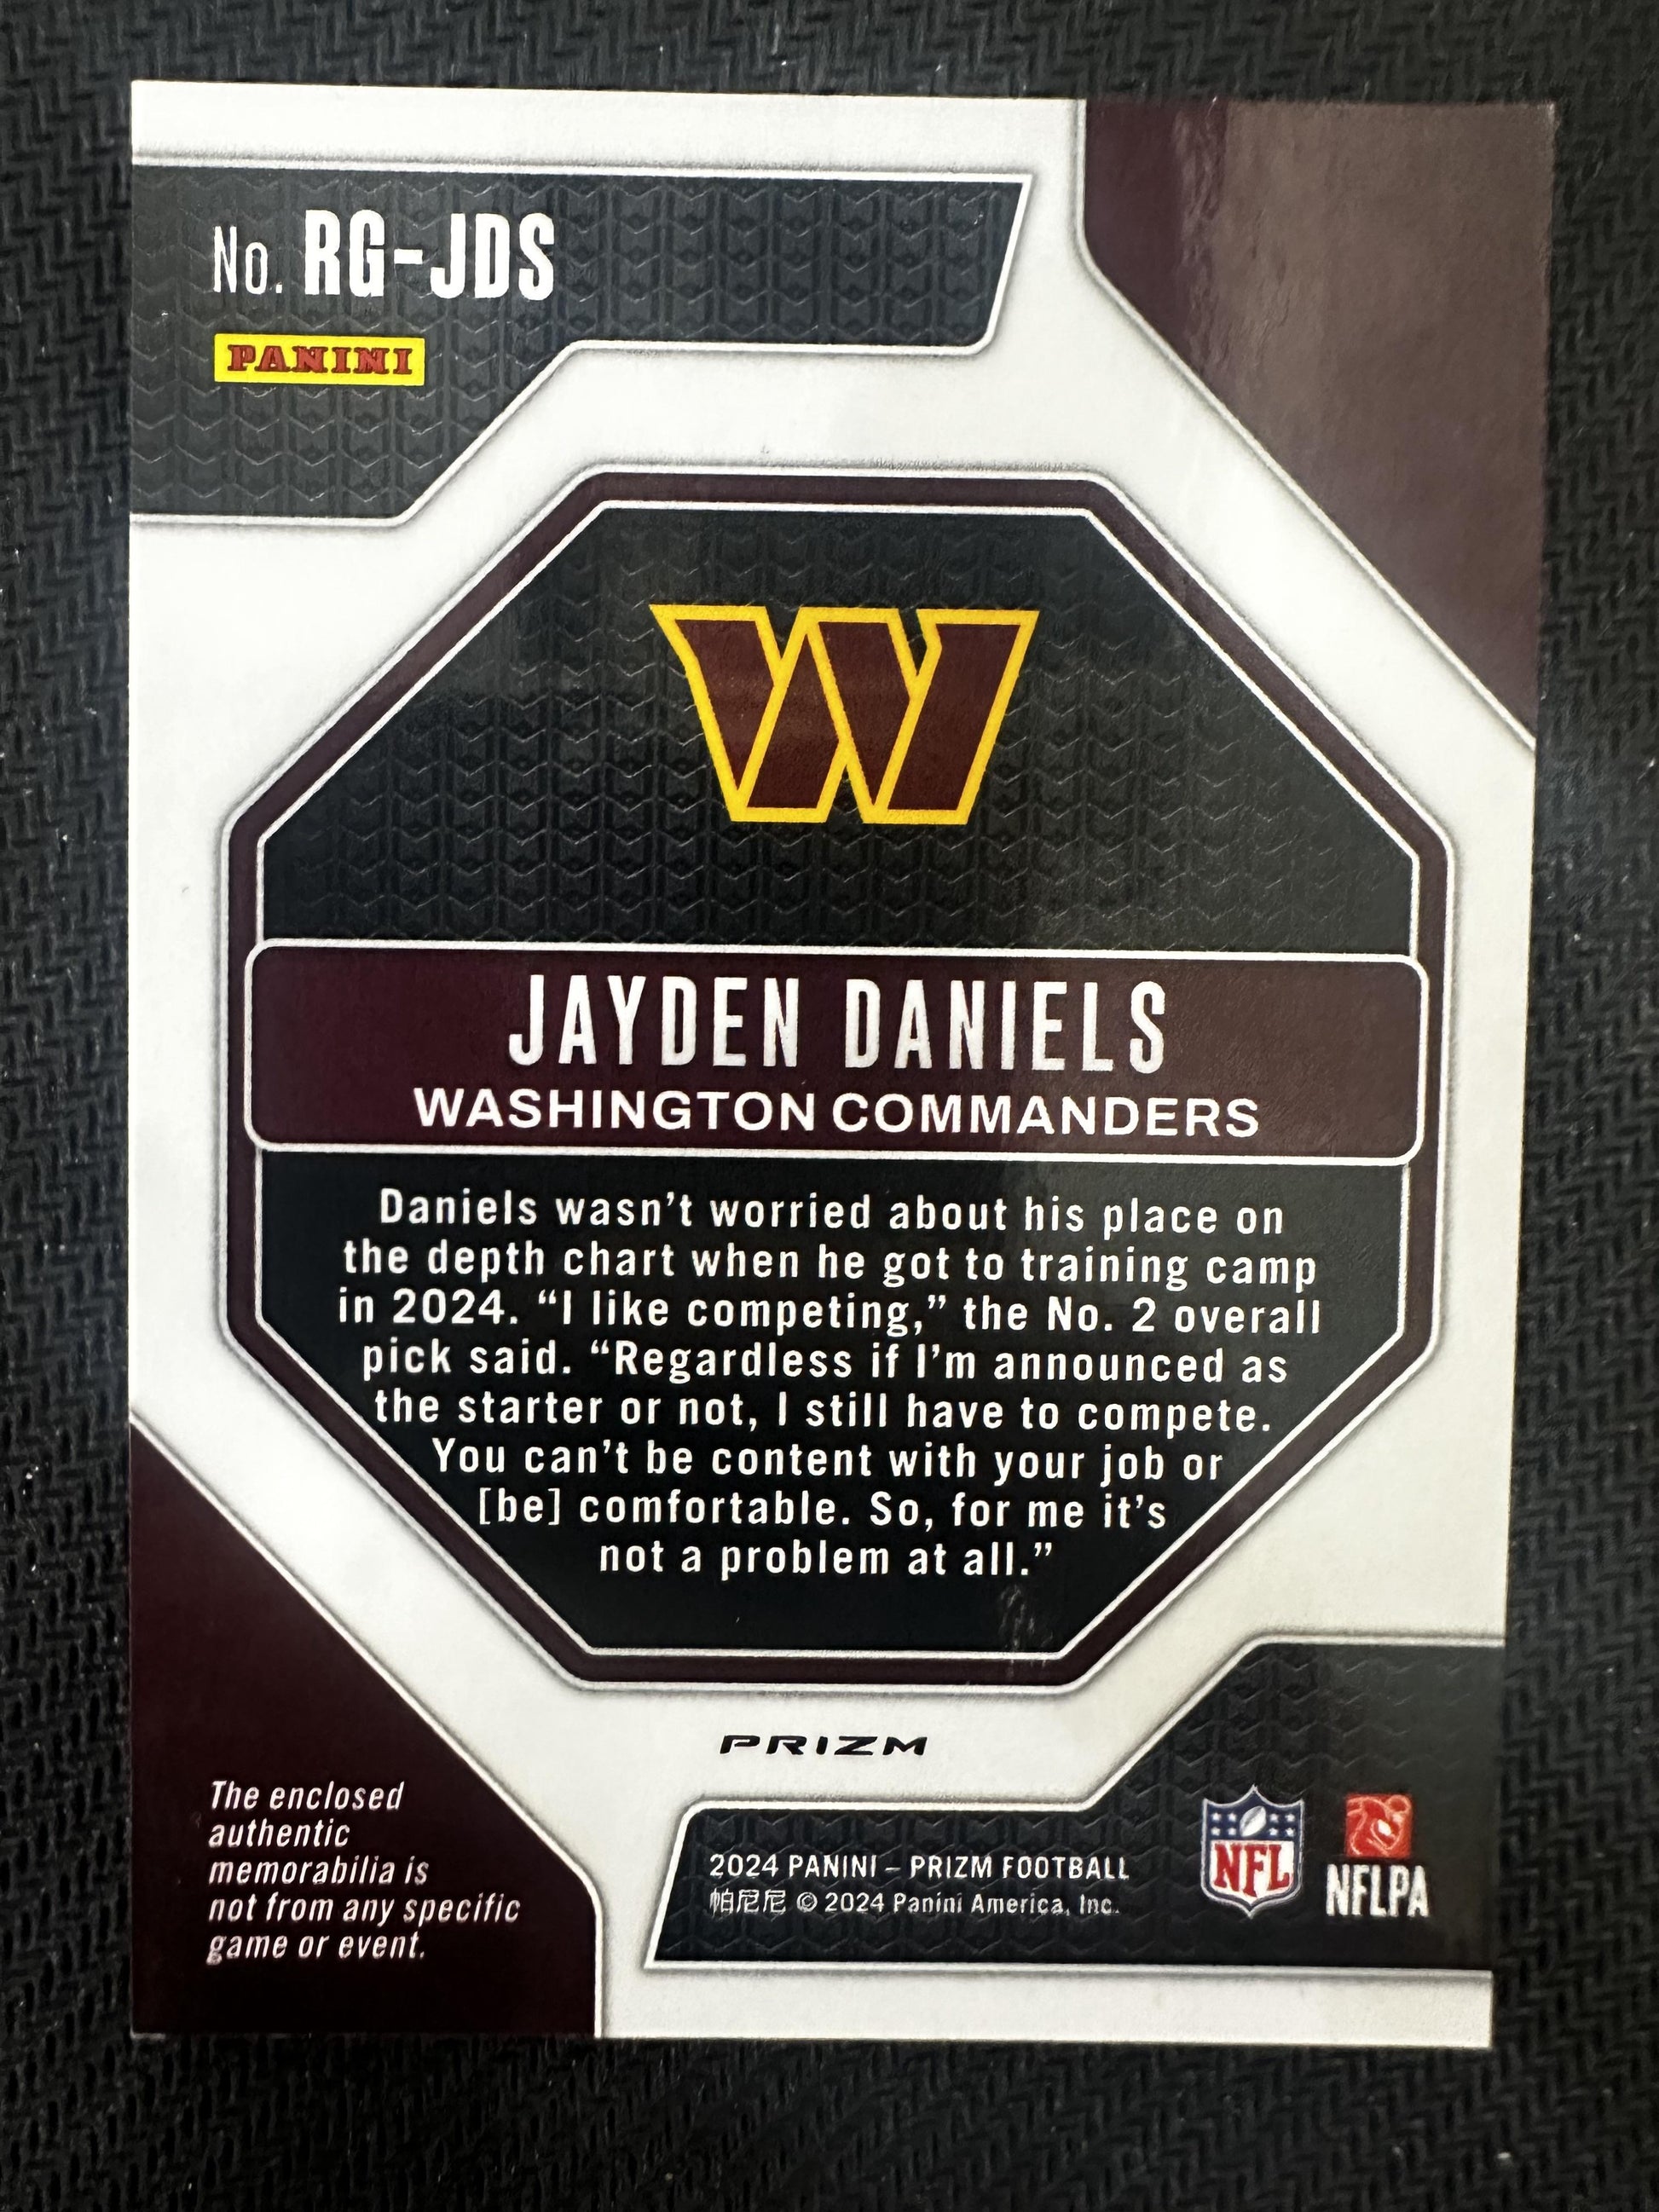 No. RG-JDS
PANINI
W
JAYDEN DANIELS
WASHINGTON COMMANDERS
Daniels wasn't worried about his place on
the depth chart when he got to training camp
in 2024. “I like competing,” the No. 2 overall
pick said. “Regardless if I'm announced as
the starter or not, I still have to compete.
You can't be content with your job or
[be] comfortable. So, for me it's
not a problem at all.”
PRIZM
The enclosed
authentic
memorabilia is
not from any specific
game or event.
2024 PANINI – PRIZM FOOTBALL
帕尼尼 © 2024 Panini America, Inc.
NFL
NFLPA